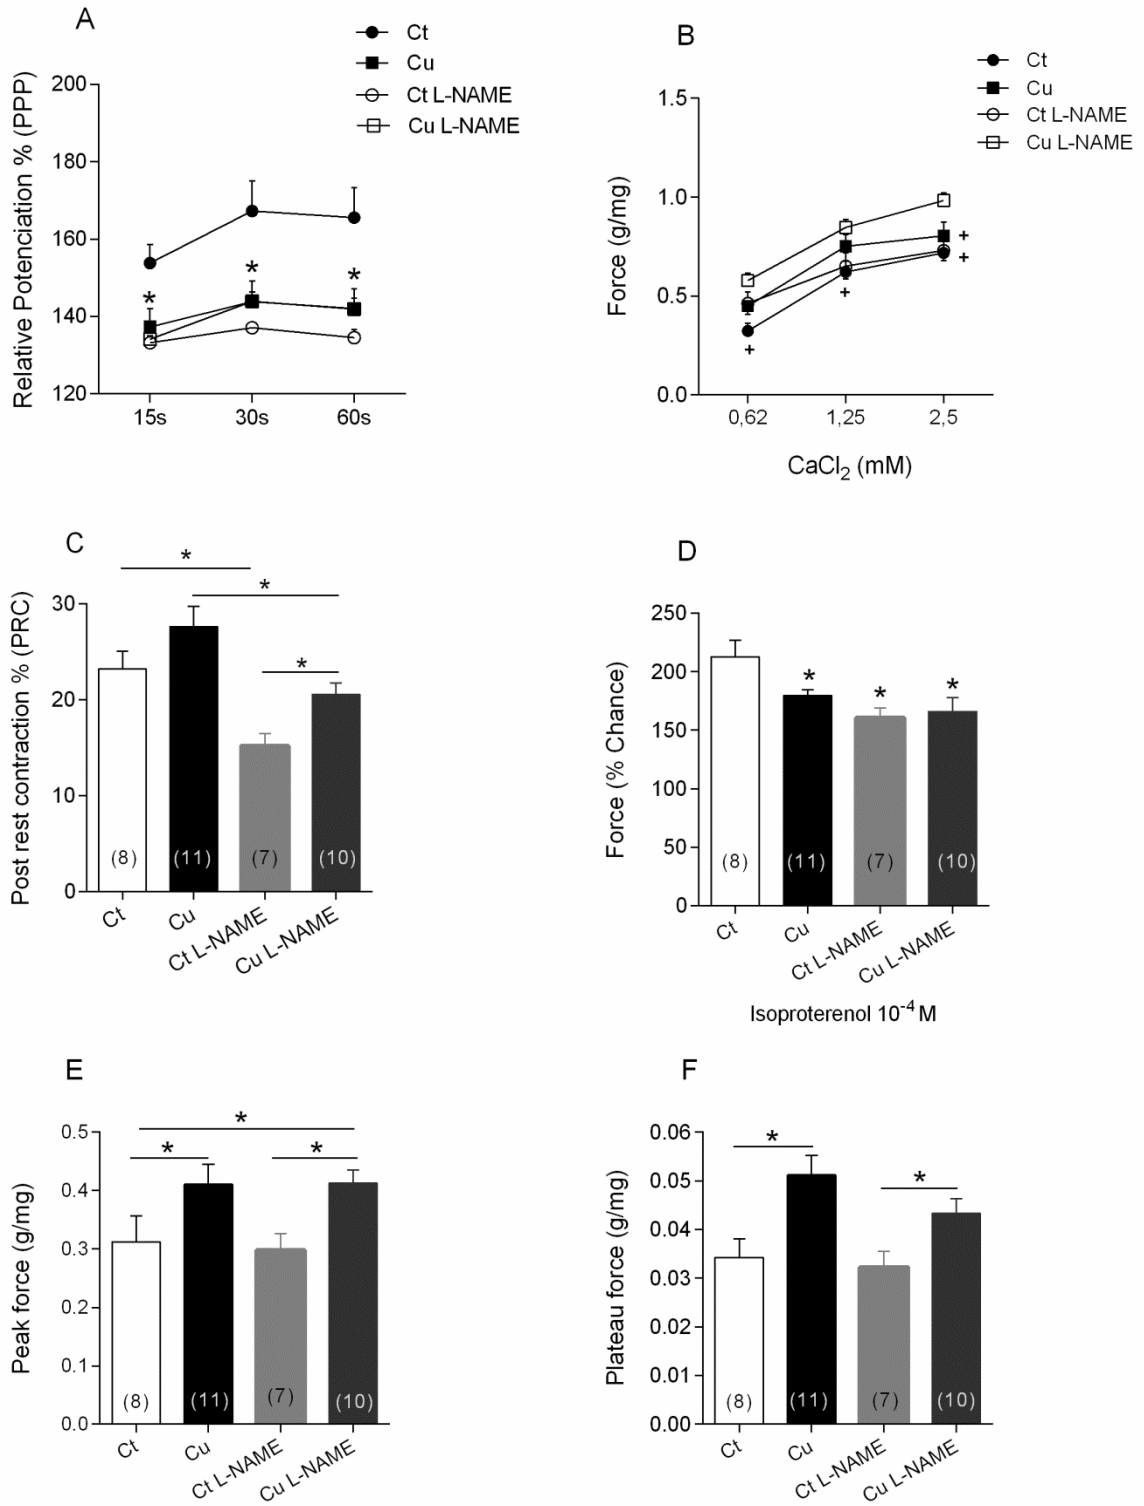 A
Ct
Cu
Ct L-NAME
Cu L-NAME
Relative Potenciation % (PPP)
200
180
160
140
120
*
*
*
15s
30s
60s
B
Ct
Cu
Ct L-NAME
Cu L-NAME
Force (g/mg)
1.5
1.0
0.5
0.0
+
+
+
+
0,62
1,25
2,5
CaCl2 (mM)
C
Post rest contraction % (PRC)
30
20
10
0
*
*
*
(8)
(11)
(7)
(10)
Ct
Cu
Ct L-NAME
Cu L-NAME
D
Force (% Chance)
250
200
150
100
50
0
*
*
*
(8)
(11)
(7)
(10)
Ct
Cu
Ct L-NAME
Cu L-NAME
Isoproterenol 10-4 M
E
Peak force (g/mg)
0.5
0.4
0.3
0.2
0.1
0.0
*
*
*
(8)
(11)
(7)
(10)
Ct
Cu
Ct L-NAME
Cu L-NAME
F
Plateau force (g/mg)
0.06
0.05
0.04
0.03
0.02
0.01
0.00
*
*
(8)
(11)
(7)
(10)
Ct
Cu
Ct L-NAME
Cu L-NAME